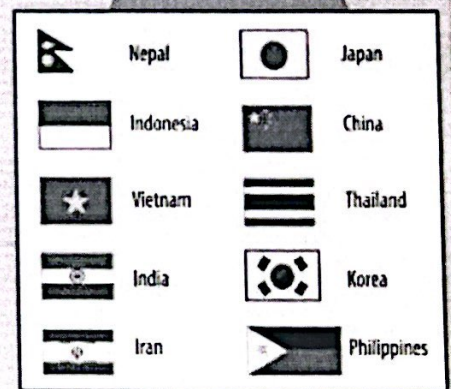 Nepal
Japan
Indonesia
China
Vietnam
Thailand
India
Korea
Iran
Philippines